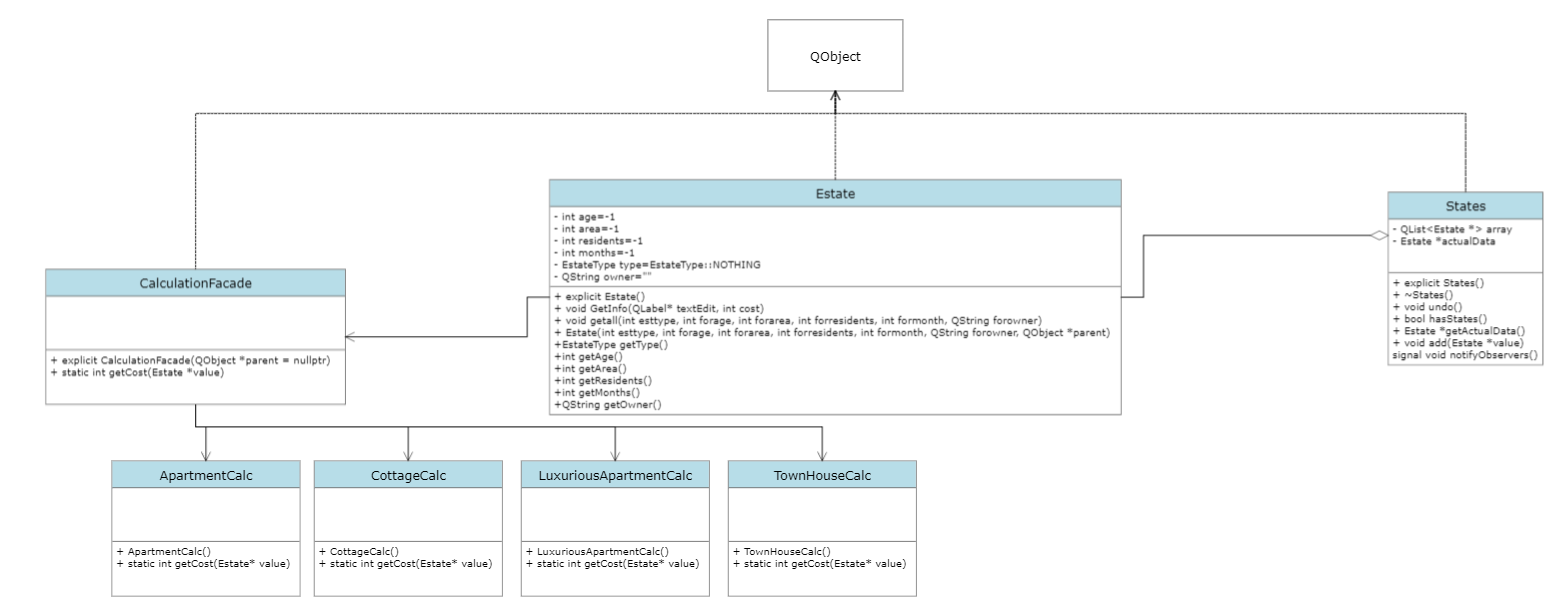 QObject
Estate
- int age=-1
- int area=-1
- int residents=-1
- int months=-1
- EstateType type=EstateType::NOTHING
- QString owner=""
+ explicit Estate()
+ void GetInfo(QLabel* textEdit, int cost)
+ void getall(int esttype, int forage, int forarea, int forresidents, int formonth, QString forowner)
+ Estate(int esttype, int forage, int forarea, int forresidents, int formonth, QString forowner, QObject *parent)
+EstateType getType()
+int getAge()
+int getArea()
+int getResidents()
+int getMonths()
+QString getOwner()
States
- QList<Estate *> array
- Estate *actualData
+ explicit States()
+ ~States()
+ void undo()
+ bool hasStates()
+ Estate *getActualData()
+ void add(Estate *value)
signal void notifyObservers()
CalculationFacade
+ explicit CalculationFacade(QObject *parent = nullptr)
+ static int getCost(Estate *value)
ApartmentCalc
+ ApartmentCalc()
+ static int getCost(Estate* value)
CottageCalc
+ CottageCalc()
+ static int getCost(Estate* value)
LuxuriousApartmentCalc
+ LuxuriousApartmentCalc()
+ static int getCost(Estate* value)
TownHouseCalc
+ TownHouseCalc()
+ static int getCost(Estate* value)